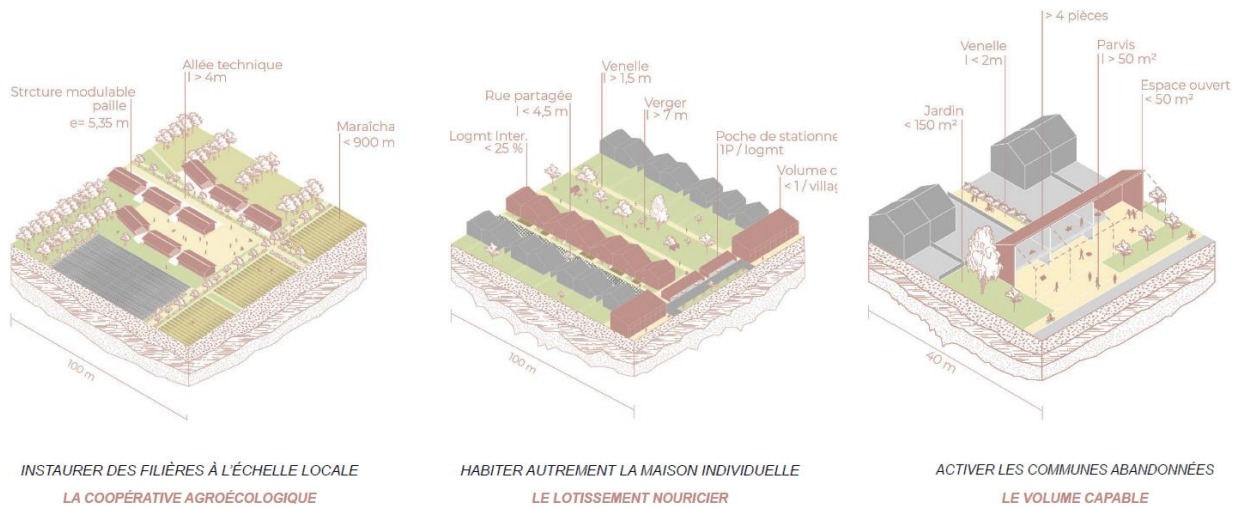 Allée technique
l > 4m
Strcture modulable
paille
e= 5,35 m
Maraîcha
< 900 m
100 m
INSTAURER DES FILIÈRES À L'ÉCHELLE LOCALE
LA COOPÉRATIVE AGROÉCOLOGIQUE
Venelle
l > 1,5 m
Rue partagée
l < 4,5 m
Verger
l > 7 m
Logmt Inter.
< 25 %
Poche de stationne
1P / logmt
Volume c
< 1 / villag
100 m
HABITER AUTREMENT LA MAISON INDIVIDUELLE
LE LOTISSEMENT NOURICIER
> 4 pièces
Venelle
l < 2m
Parvis
l > 50 m²
Espace ouvert
< 50 m²
Jardin
< 150 m²
40 m
ACTIVER LES COMMUNES ABANDONNÉES
LE VOLUME CAPABLE